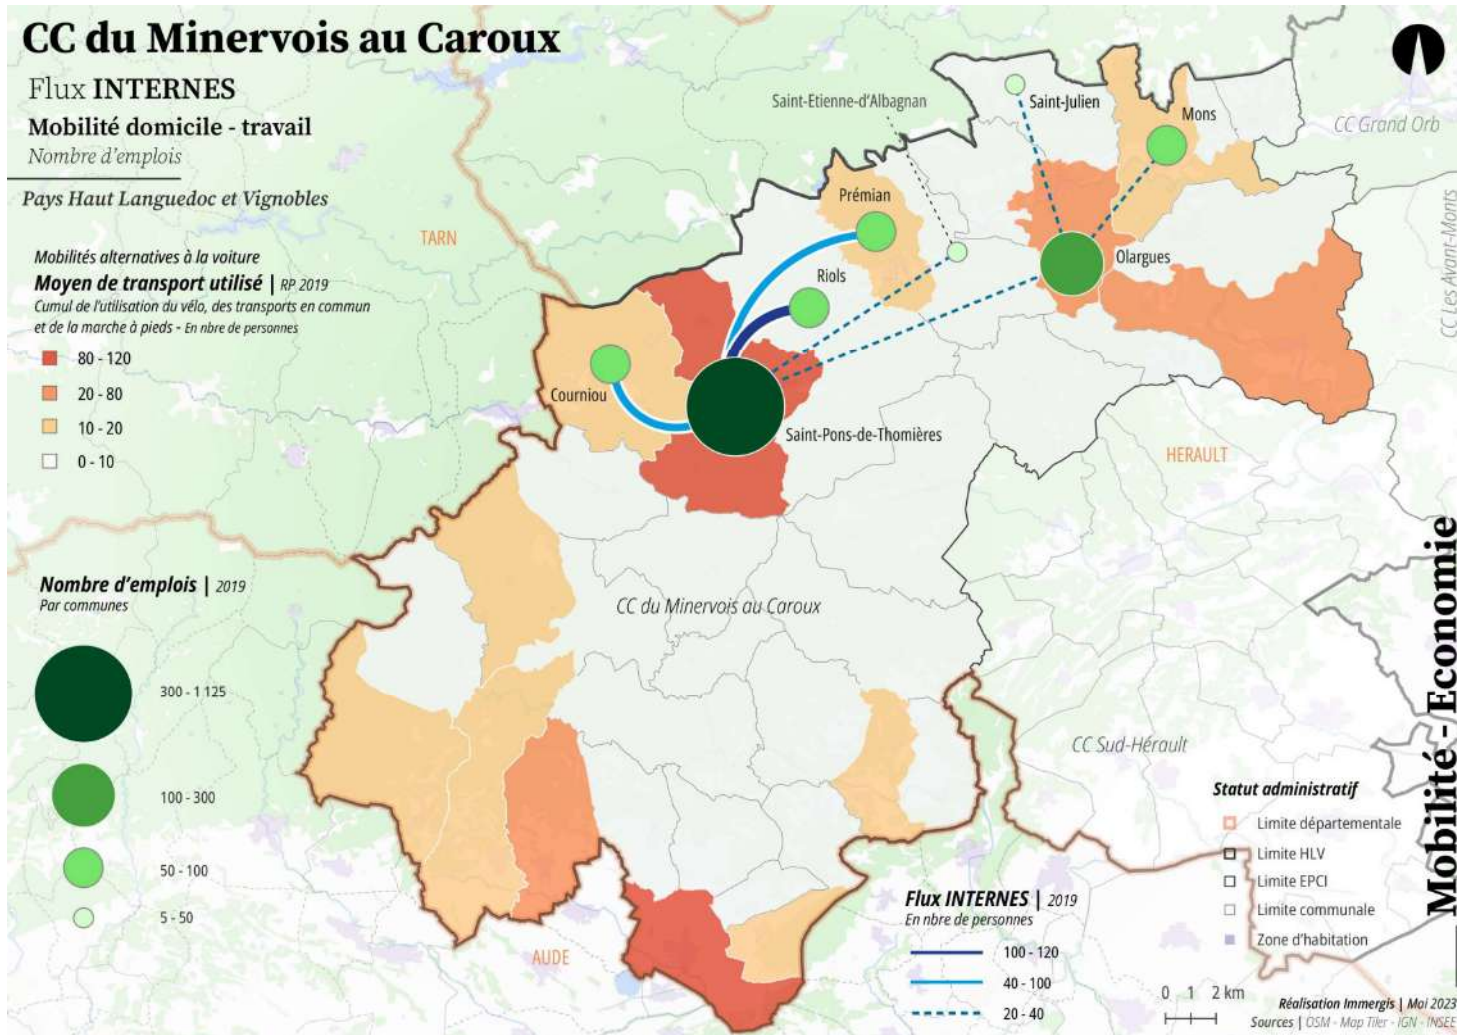 CC du Minervois au Caroux
Flux INTERNES
Mobilité domicile - travail
Nombre d'emplois
Pays Haut Languedoc et Vignobles
Mobilités alternatives à la voiture
Moyen de transport utilisé | RP 2019
Cumul de l'utilisation du vélo, des transports en commun
et de la marche à pieds - En nbre de personnes
80 - 120
20 - 80
10 - 20
0 - 10
Nombre d'emplois | 2019
Par communes
300 - 1 125
100 - 300
50 - 100
5 - 50
TARN
Saint-Etienne-d'Albagnan
Saint-Julien
Mons
CC Grand Orb
Prémian
Riols
Olargues
CC Les Avant-Monts
Courniou
Saint-Pons-de-Thomières
HERAULT
CC du Minervois au Caroux
CC Sud-Hérault
AUDE
Flux INTERNES | 2019
En nbre de personnes
100 - 120
40 - 100
20 - 40
Statut administratif
Limite départementale
Limite HLV
Limite EPCI
Limite communale
Zone d'habitation
0 1 2 km
Réalisation Immergis | Mai 2023
Sources | OSM - Map Tiler - IGN - INSEE
Mobilité - Economie